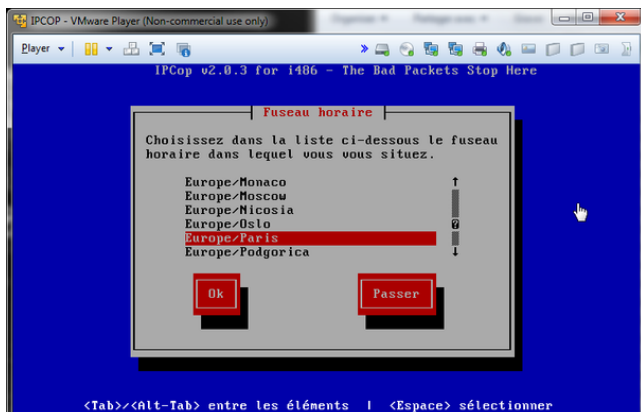 IPCOP - VMware Player (Non-commercial use only)
Player
IPCop v2.0.3 for i486 - The Bad Packets Stop Here
Fuseau horaire
Choisissez dans la liste ci-dessous le fuseau
horaire dans lequel vous vous situez.
Europe/Monaco
Europe/Moscow
Europe/Nicosia
Europe/Oslo
Europe/Paris
Europe/Podgorica
Ok Passer
<Tab>/<Alt-Tab> entre les éléments | <Espace> sélectionner